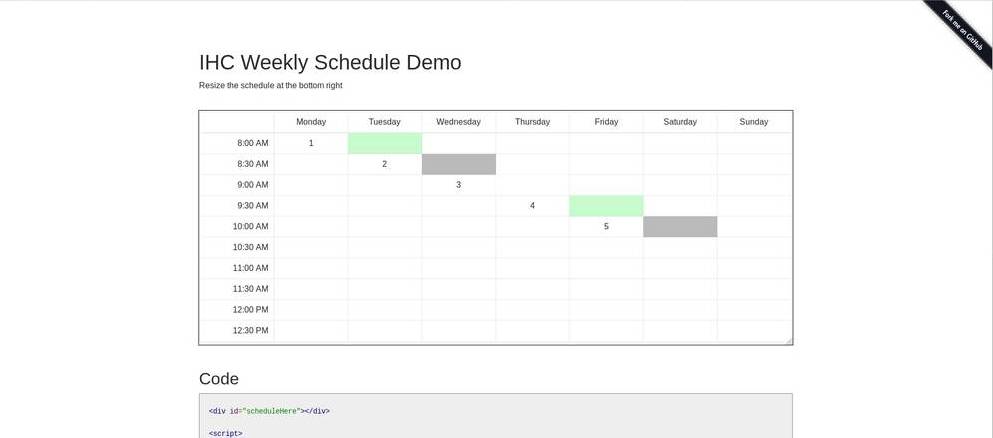 Fork me on GitHub
IHC Weekly Schedule Demo
Resize the schedule at the bottom right
Monday Tuesday Wednesday Thursday Friday Saturday Sunday
8:00 AM 1
8:30 AM 2
9:00 AM 3
9:30 AM 4
10:00 AM 5
10:30 AM
11:00 AM
11:30 AM
12:00 PM
12:30 PM
Code
<div id="scheduleHere"></div>
<script>